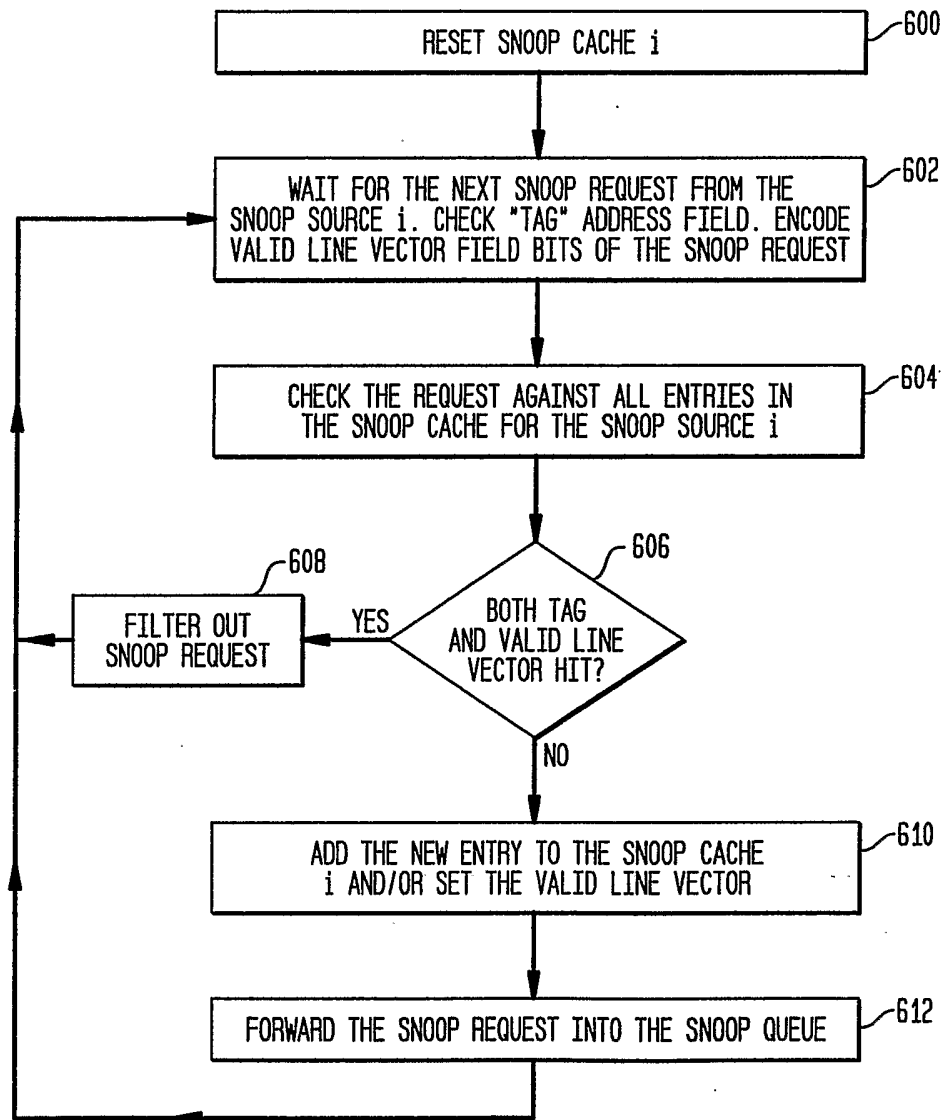 RESET SNOOP CACHE i
600
WAIT FOR THE NEXT SNOOP REQUEST FROM THE
SNOOP SOURCE i. CHECK "TAG" ADDRESS FIELD. ENCODE
VALID LINE VECTOR FIELD BITS OF THE SNOOP REQUEST
602
CHECK THE REQUEST AGAINST ALL ENTRIES IN
THE SNOOP CACHE FOR THE SNOOP SOURCE i
604
606
BOTH TAG
AND VALID LINE
VECTOR HIT?
YES
608
FILTER OUT
SNOOP REQUEST
NO
ADD THE NEW ENTRY TO THE SNOOP CACHE
i AND/OR SET THE VALID LINE VECTOR
610
FORWARD THE SNOOP REQUEST INTO THE SNOOP QUEUE
612